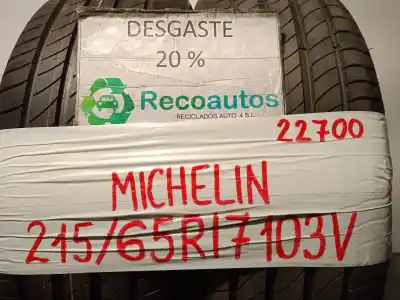 DESGASTE
20 %
Recoautos
RECICLADOS AUTO 4 S.L.
22700
MICHELIN
215/65R17 103V